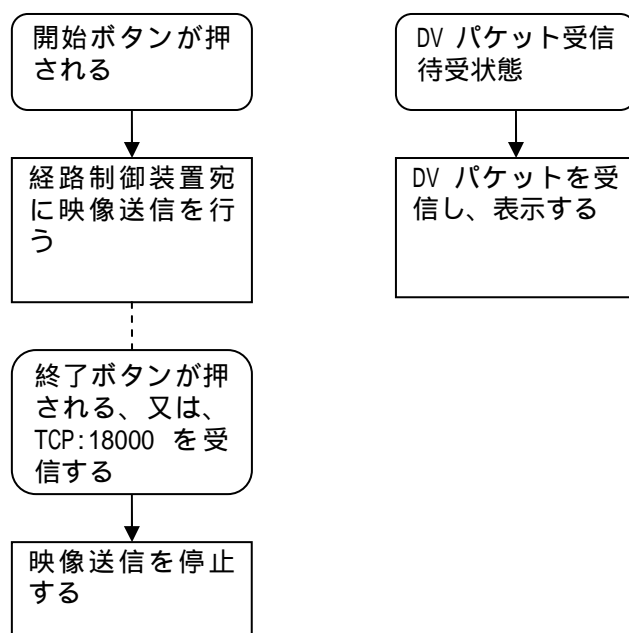 開始ボタンが押
される
経路制御装置宛
に映像送信を行
う
終了ボタンが押
される、又は、
TCP:18000 を受
信する
映像送信を停止
する
DV パケット受信
待受状態
DV パケットを受
信し、表示する